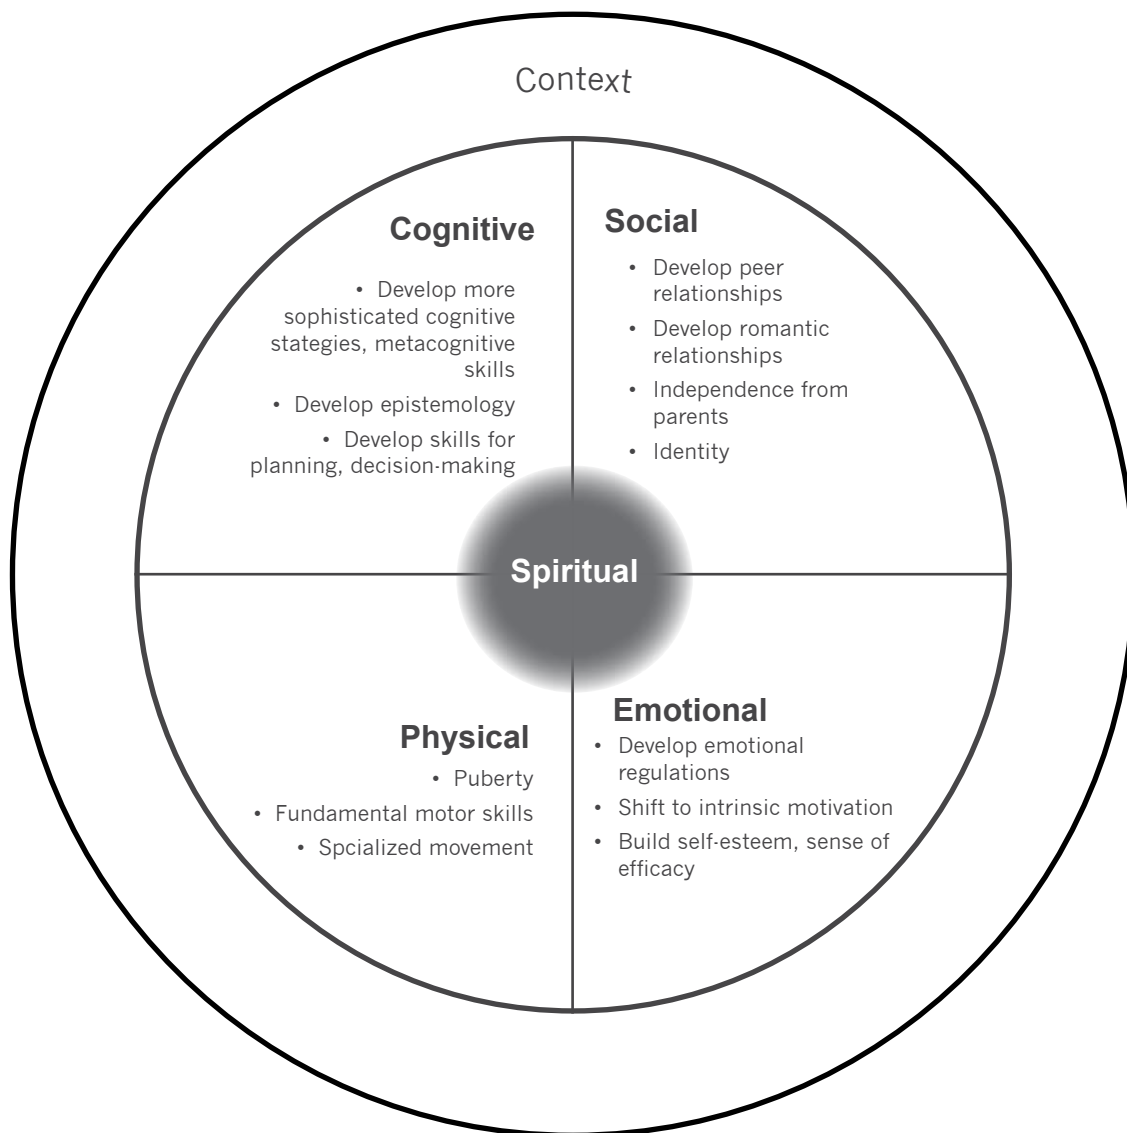 Context
Cognitive
• Develop more
sophisticated cognitive
stategies, metacognitive
skills
• Develop epistemology
• Develop skills for
planning, decision-making
Social
• Develop peer
relationships
• Develop romantic
relationships
• Independence from
parents
• Identity
Spiritual
Physical
• Puberty
• Fundamental motor skills
• Spcialized movement
Emotional
• Develop emotional
regulations
• Shift to intrinsic motivation
• Build self-esteem, sense of
efficacy